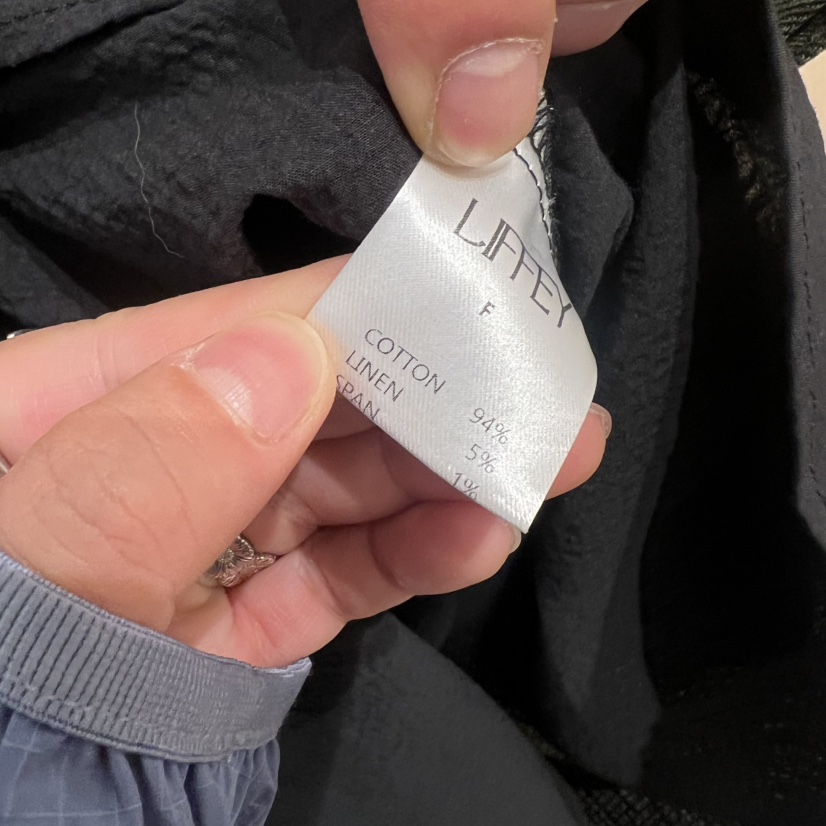 LIFFEY
F
COTTON 94%
LINEN 5%
SPAN 1%